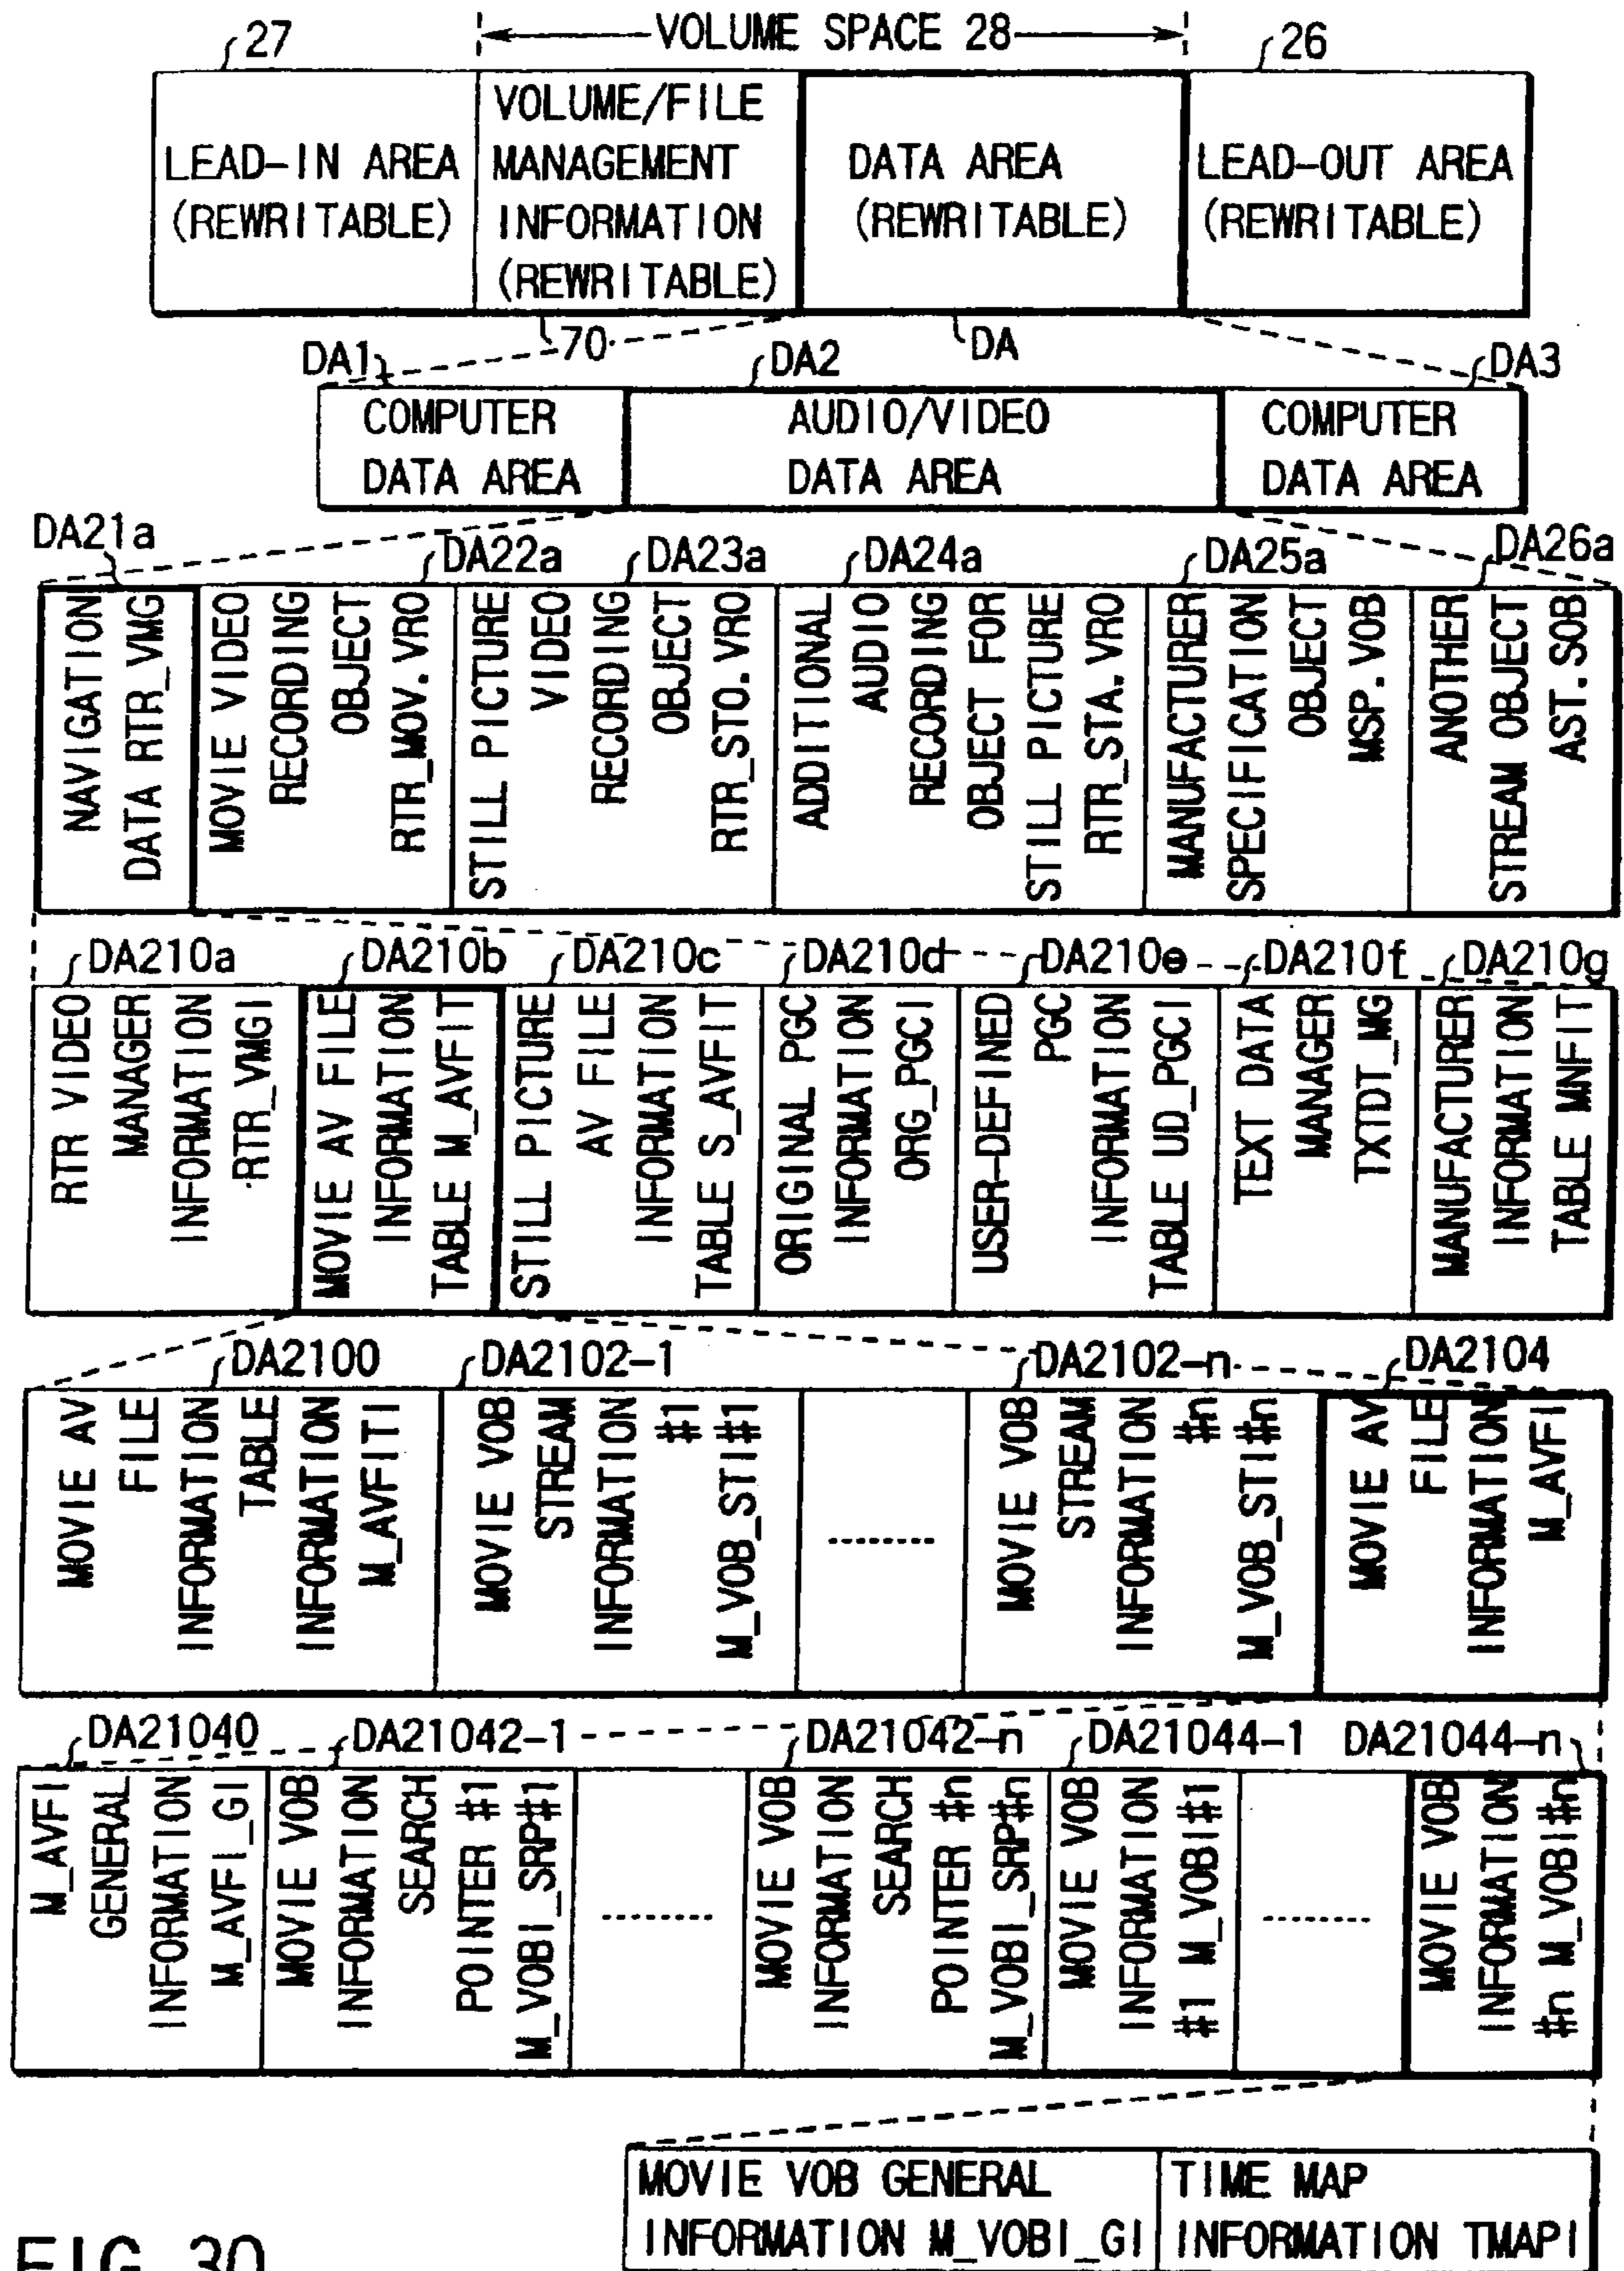 27
VOLUME SPACE 28
26
LEAD-IN AREA
(REWRITABLE)
VOLUME/FILE
MANAGEMENT
INFORMATION
(REWRITABLE)
DATA AREA
(REWRITABLE)
LEAD-OUT AREA
(REWRITABLE)
70
DA
DA1
DA2
DA3
COMPUTER
DATA AREA
AUDIO/VIDEO
DATA AREA
COMPUTER
DATA AREA
DA21a
DA22a
DA23a
DA24a
DA25a
DA26a
NAVIGATION
DATA RTR_VMG
MOVIE VIDEO
RECORDING
OBJECT
RTR_MOV.VRO
STILL PICTURE
VIDEO
RECORDING
OBJECT
RTR_STO.VRO
ADDITIONAL
AUDIO
RECORDING
OBJECT FOR
STILL PICTURE
RTR_STA.VRO
MANUFACTURER
SPECIFICATION
OBJECT
MSP.VOB
ANOTHER
STREAM OBJECT
AST.SOB
DA210a
DA210b
DA210c
DA210d
DA210e
DA210f
DA210g
RTR VIDEO
MANAGER
INFORMATION
RTR_VMGI
MOVIE AV FILE
INFORMATION
TABLE M_AVFIT
STILL PICTURE
AV FILE
INFORMATION
TABLE S_AVFIT
ORIGINAL PGC
INFORMATION
ORG_PGCI
USER-DEFINED
PGC
INFORMATION
TABLE UD_PGCI
TEXT DATA
MANAGER
TXTDT_MG
MANUFACTURER
INFORMATION
TABLE MNFIT
DA2100
DA2102-1
DA2102-n
DA2104
MOVIE AV
FILE
INFORMATION
TABLE
INFORMATION
M_AVFITI
MOVIE VOB
STREAM
INFORMATION
#1
M_VOB_STI#1
MOVIE VOB
STREAM
INFORMATION
#n
M_VOB_STI#n
MOVIE AV
FILE
INFORMATION
M_AVFI
DA21040
DA21042-1
DA21042-n
DA21044-1
DA21044-n
M_AVFI
GENERAL
INFORMATION
M_AVFI_GI
MOVIE VOB
INFORMATION
SEARCH
POINTER #1
M_VOBI_SRP#1
MOVIE VOB
INFORMATION
SEARCH
POINTER #n
M_VOBI_SRP#n
MOVIE VOB
INFORMATION
#1 M_VOBI#1
MOVIE VOB
INFORMATION
#n M_VOBI#n
MOVIE VOB GENERAL
INFORMATION M_VOBI_GI
TIME MAP
INFORMATION TMAPI
FIG. 30